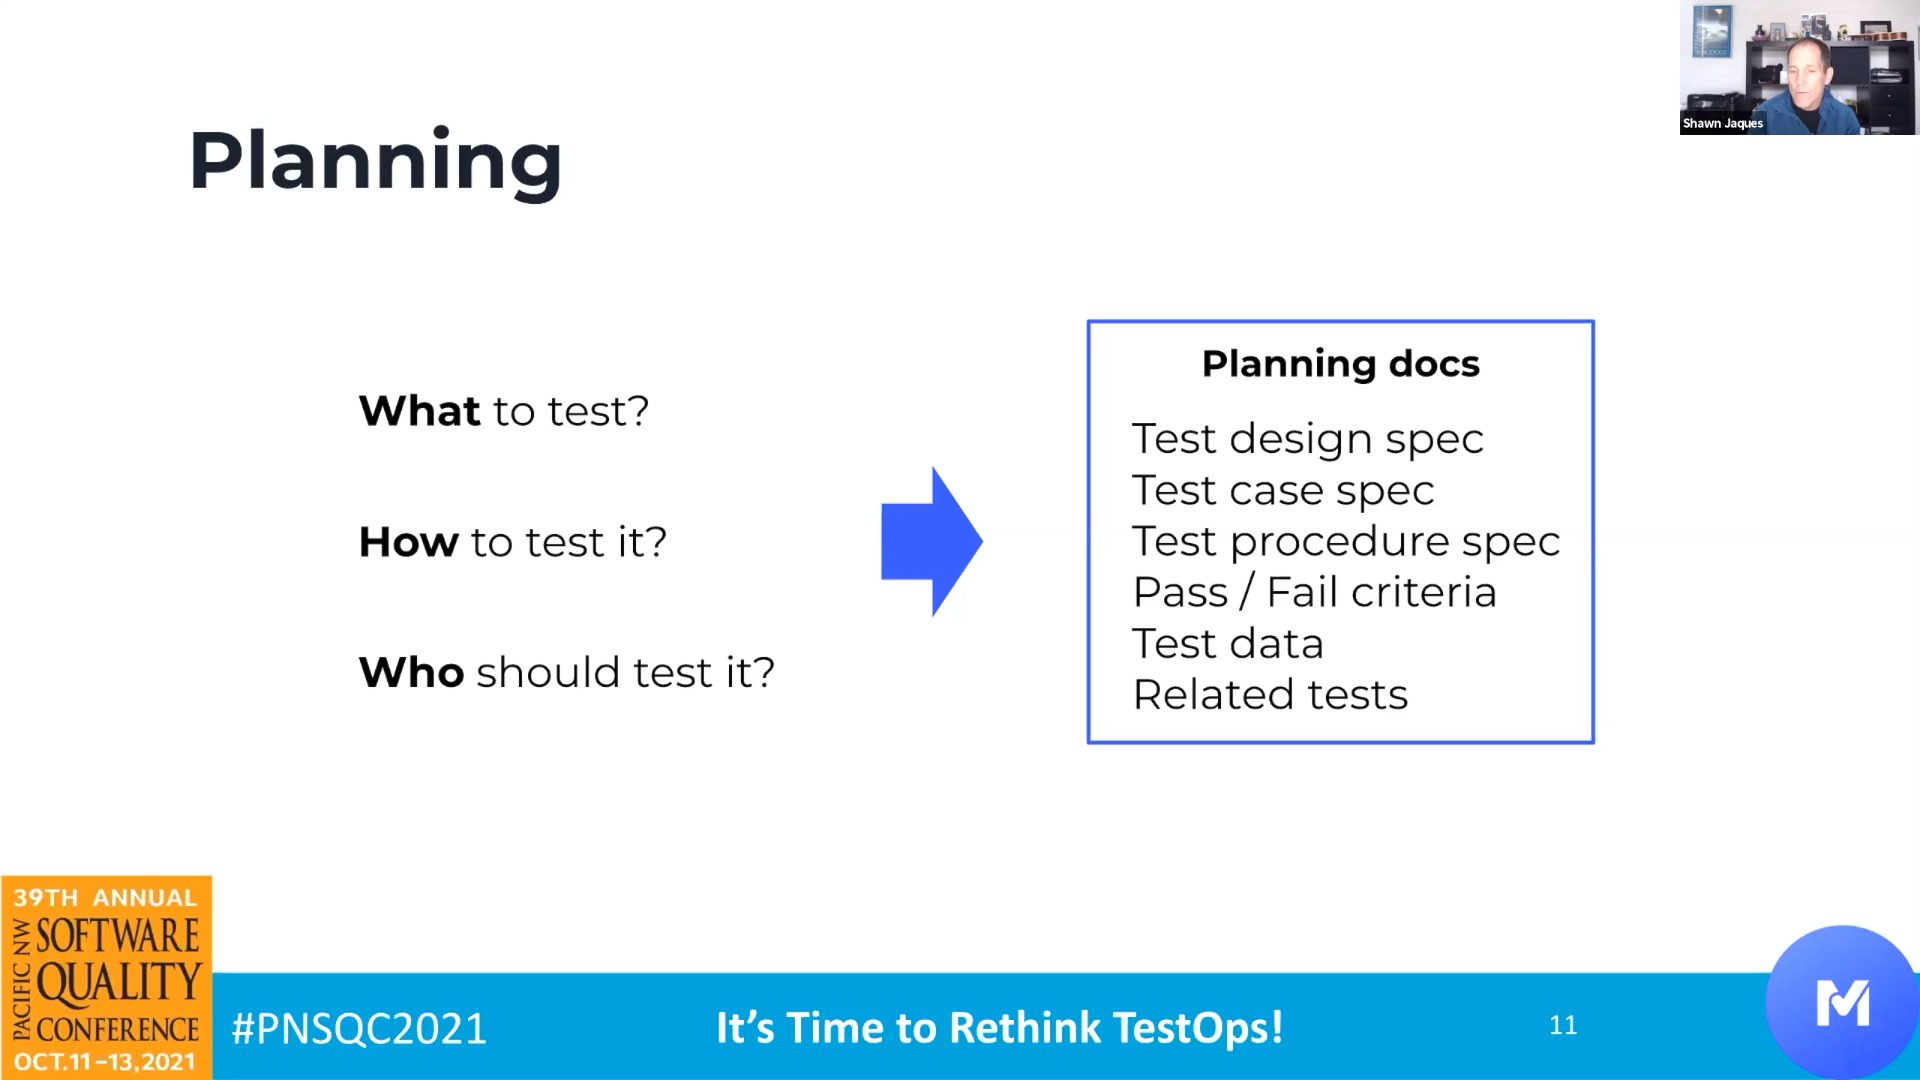 Shawn Jaques
Planning
What to test?
How to test it?
Who should test it?
Planning docs
Test design spec
Test case spec
Test procedure spec
Pass / Fail criteria
Test data
Related tests
39TH ANNUAL
PACIFIC NW
SOFTWARE
QUALITY
CONFERENCE
OCT.11–13,2021
#PNSQC2021
It's Time to Rethink TestOps!
11
M